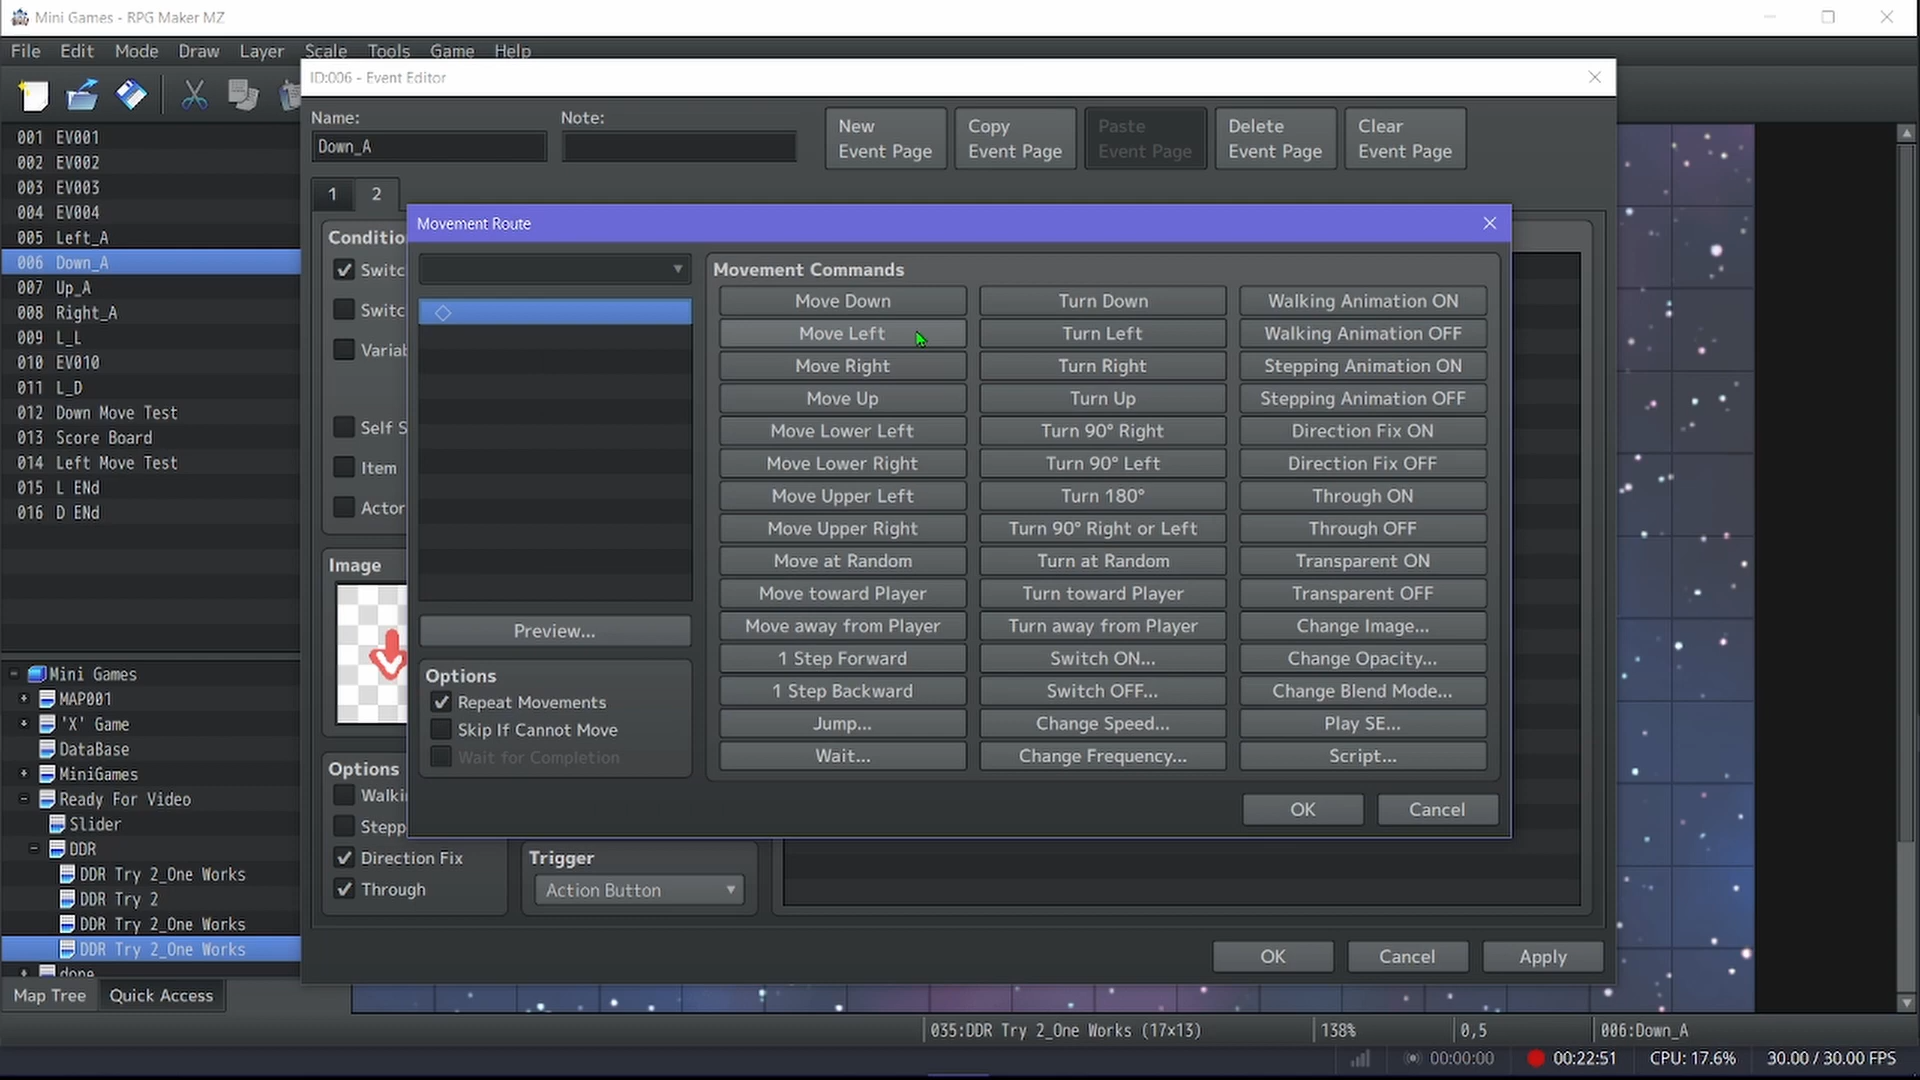 Mini Games - RPG Maker MZ
File Edit Mode Draw Layer Scale Tools Game Help
ID:006 - Event Editor
Name:
Note:
Down_A
New Event Page
Copy Event Page
Paste Event Page
Delete Event Page
Clear Event Page
001 EV001
002 EV002
003 EV003
004 EV004
005 Left_A
006 Down_A
007 Up_A
008 Right_A
009 L_L
010 EV010
011 L_D
012 Down Move Test
013 Score Board
014 Left Move Test
015 L ENd
016 D ENd
1 2
Conditio
Switc
Switc
Variab
Self S
Item
Actor
Image
Options
Walki
Stepp
Direction Fix
Through
Trigger
Action Button
Movement Route
Preview...
Options
Repeat Movements
Skip If Cannot Move
Wait for Completion
Movement Commands
Move Down Turn Down Walking Animation ON
Move Left Turn Left Walking Animation OFF
Move Right Turn Right Stepping Animation ON
Move Up Turn Up Stepping Animation OFF
Move Lower Left Turn 90° Right Direction Fix ON
Move Lower Right Turn 90° Left Direction Fix OFF
Move Upper Left Turn 180° Through ON
Move Upper Right Turn 90° Right or Left Through OFF
Move at Random Turn at Random Transparent ON
Move toward Player Turn toward Player Transparent OFF
Move away from Player Turn away from Player Change Image...
1 Step Forward Switch ON... Change Opacity...
1 Step Backward Switch OFF... Change Blend Mode...
Jump... Change Speed... Play SE...
Wait... Change Frequency... Script...
OK Cancel
OK Cancel Apply
Mini Games
MAP001
'X' Game
DataBase
MiniGames
Ready For Video
Slider
DDR
DDR Try 2_One Works
DDR Try 2
DDR Try 2_One Works
DDR Try 2_One Works
done
Map Tree Quick Access
035:DDR Try 2_One Works (17x13) 138% 0,5 006:Down_A
00:00:00 00:22:51 CPU: 17.6% 30.00 / 30.00 FPS